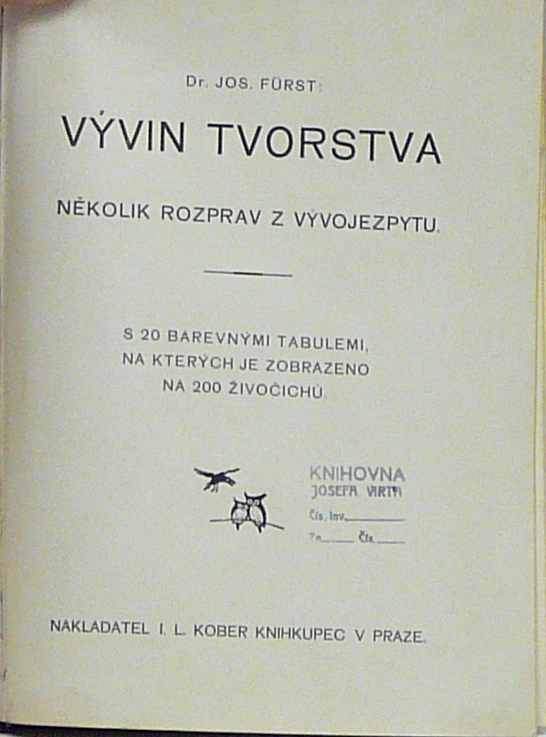 Dr. JOS. FÜRST:
VÝVIN TVORSTVA
NĚKOLIK ROZPRAV Z VÝVOJEZPYTU.
S 20 BAREVNÝMI TABULEMI,
NA KTERÝCH JE ZOBRAZENO
NA 200 ŽIVOČICHŮ.
KNIHOVNA
JOSEFA
Čís. inv.
Čís.
NAKLADATEL I. L. KOBER KNIHKUPEC V PRAZE.